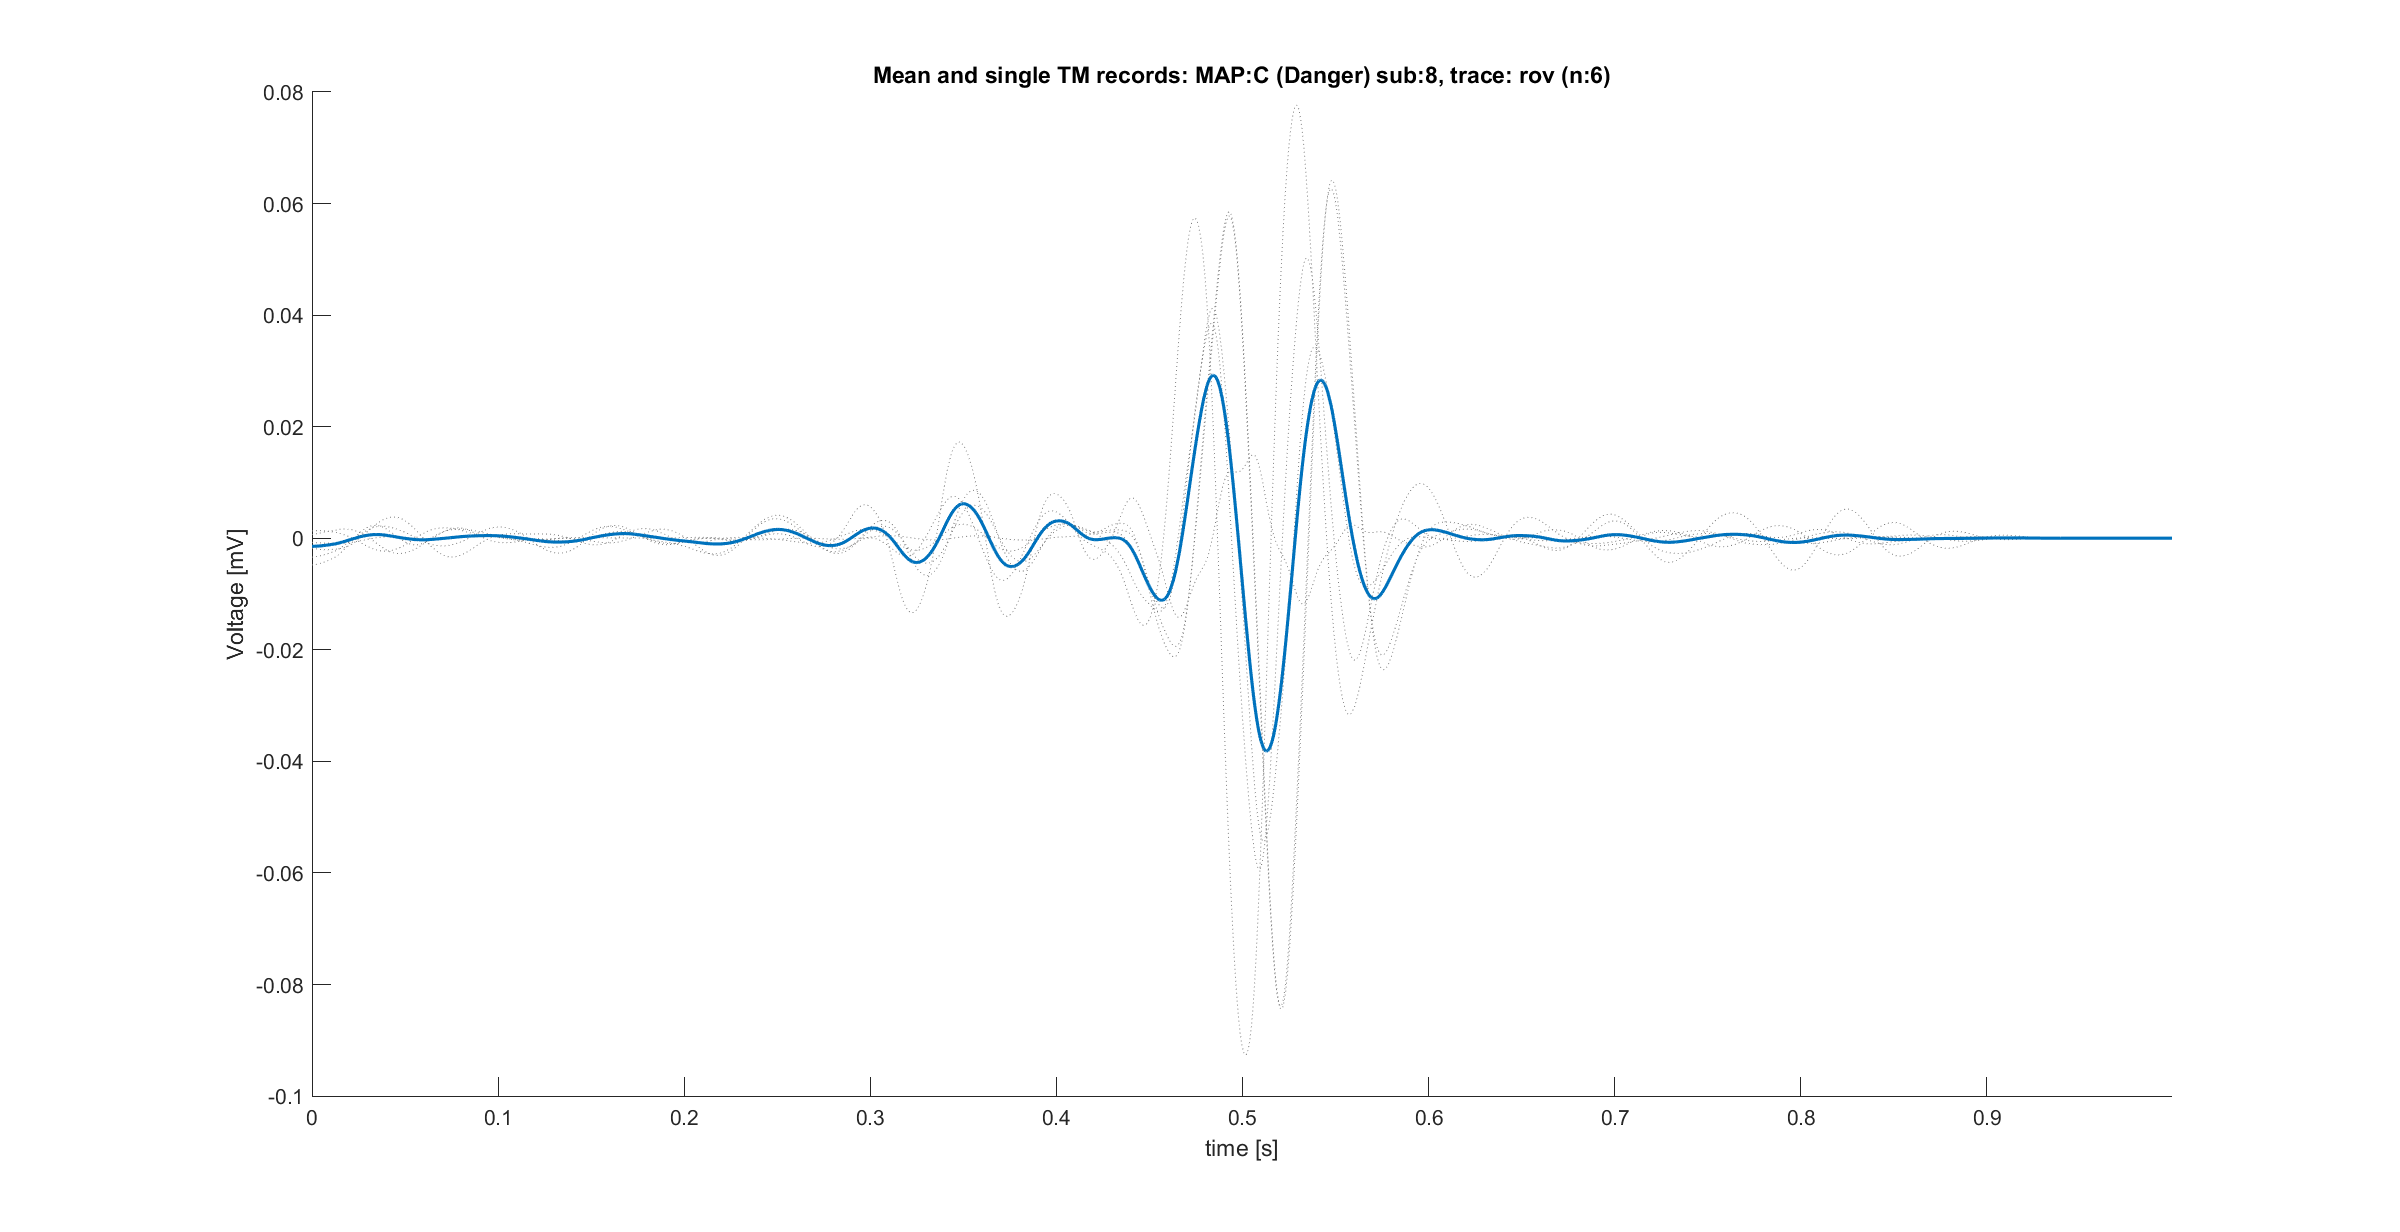 Mean and single TM records: MAP:C (Danger) sub:8, trace: rov (n:6)
0.08
0.06
0.04
0.02
0
-0.02
-0.04
-0.06
-0.08
-0.1
Voltage [mV]
0 0.1 0.2 0.3 0.4 0.5 0.6 0.7 0.8 0.9
time [s]